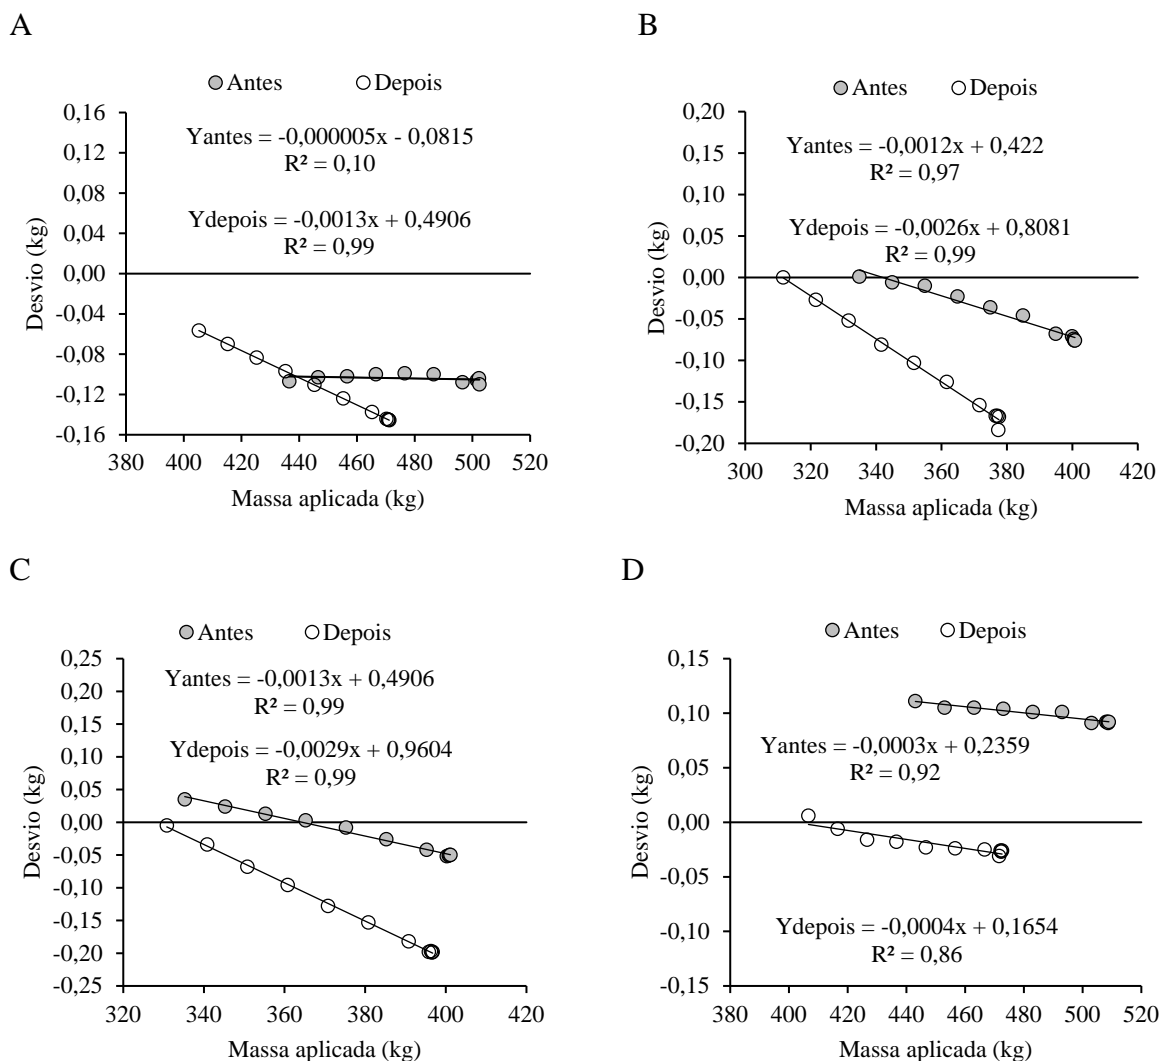 A
Antes Depois
0,16
0,12
0,08
0,04
0,00
-0,04
-0,08
-0,12
-0,16
Yantes = -0,000005x - 0,0815
R² = 0,10
Ydepois = -0,0013x + 0,4906
R² = 0,99
380 400 420 440 460 480 500 520
Desvio (kg)
Massa aplicada (kg)
B
Antes Depois
0,20
0,15
0,10
0,05
0,00
-0,05
-0,10
-0,15
-0,20
Yantes = -0,0012x + 0,422
R² = 0,97
Ydepois = -0,0026x + 0,8081
R² = 0,99
300 320 340 360 380 400 420
Desvio (kg)
Massa aplicada (kg)
C
Antes Depois
0,25
0,20
0,15
0,10
0,05
0,00
-0,05
-0,10
-0,15
-0,20
-0,25
Yantes = -0,0013x + 0,4906
R² = 0,99
Ydepois = -0,0029x + 0,9604
R² = 0,99
320 340 360 380 400 420
Desvio (kg)
Massa aplicada (kg)
D
Antes Depois
0,15
0,10
0,05
0,00
-0,05
-0,10
-0,15
Yantes = -0,0003x + 0,2359
R² = 0,92
Ydepois = -0,0004x + 0,1654
R² = 0,86
380 400 420 440 460 480 500 520
Desvio (kg)
Massa aplicada (kg)